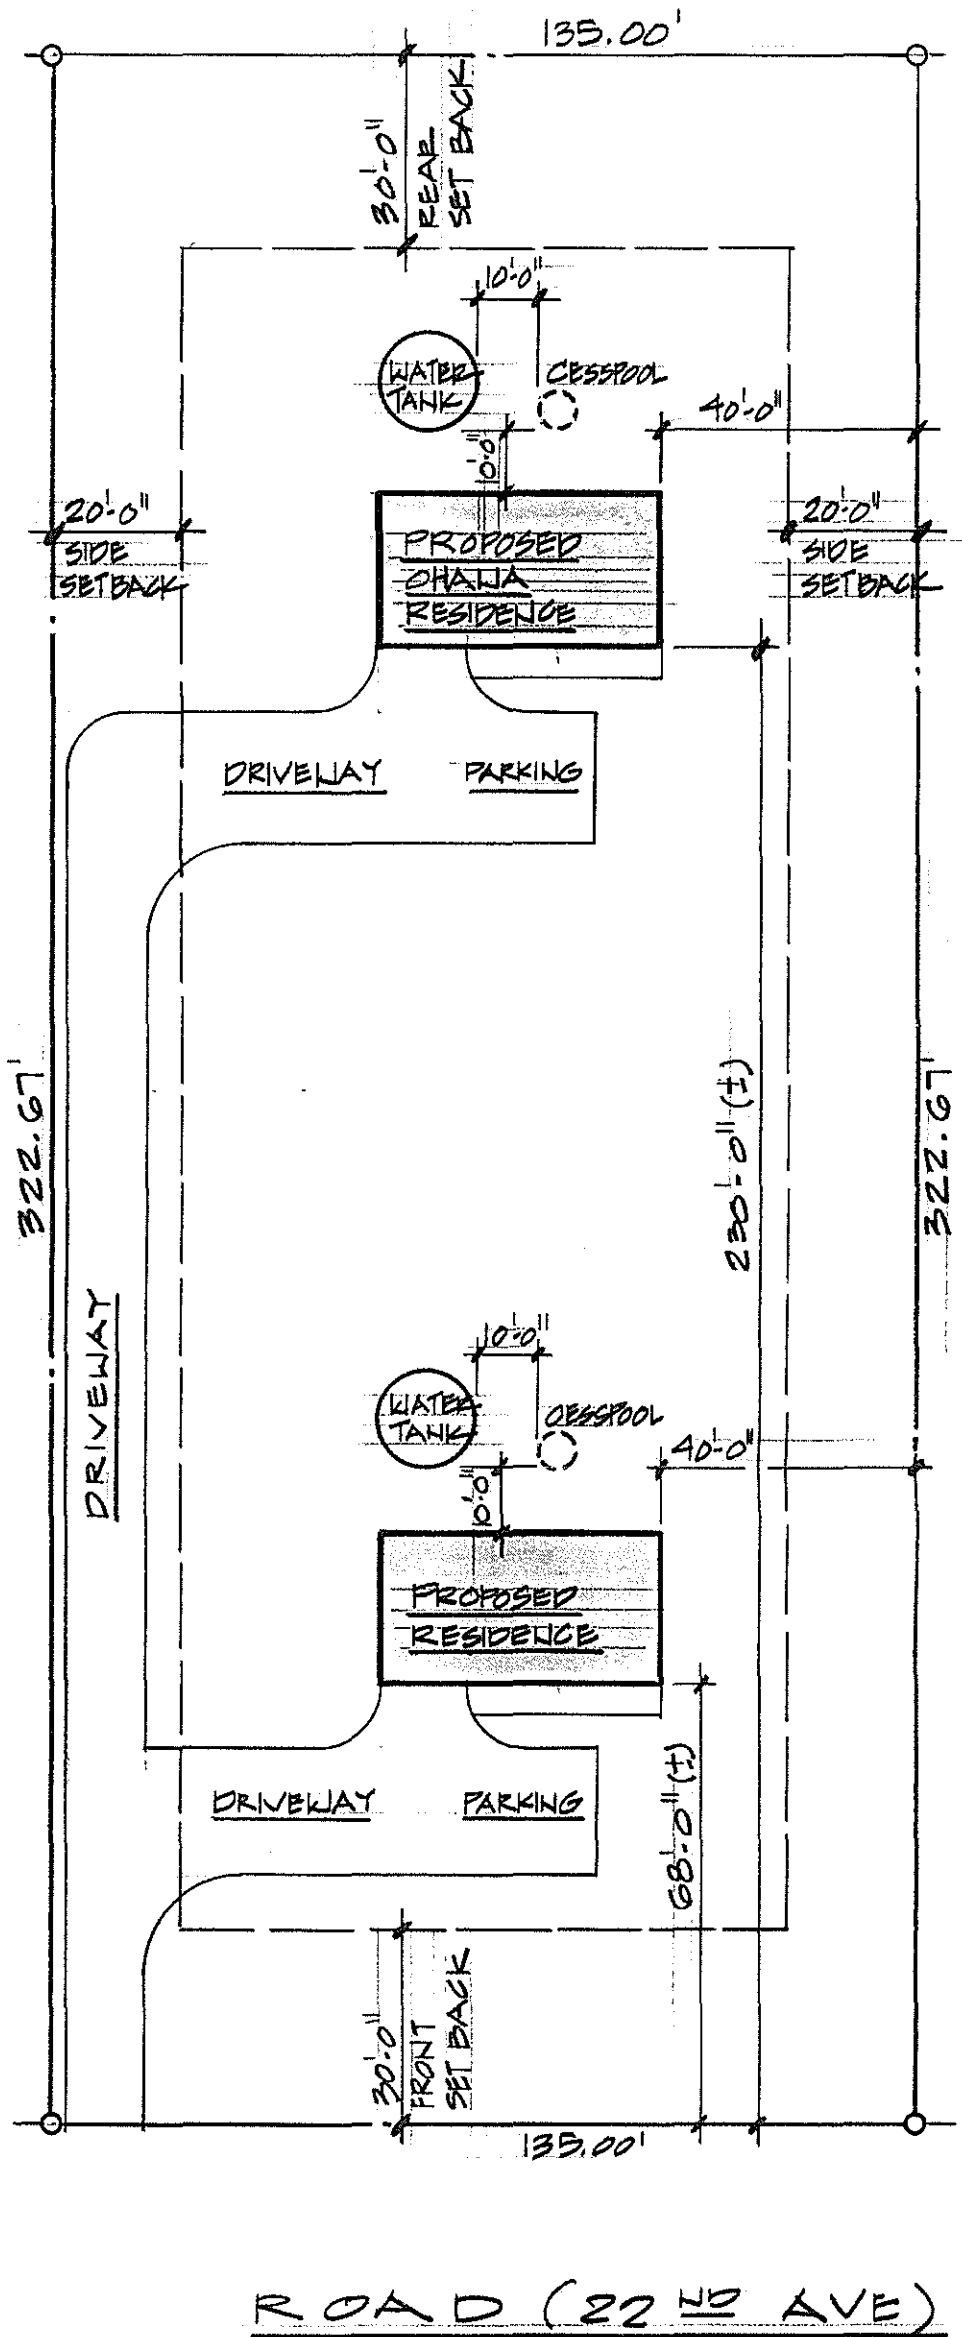 135.00'
30'-0"
REAR
SET BACK
10'-0"
WATER
TANK
CESSPOOL
40'-0"
10'-0"
20'-0"
SIDE
SETBACK
20'-0"
SIDE
SETBACK
PROPOSED
OHANA
RESIDENCE
DRIVEWAY
PARKING
322.67'
230'-0" (±)
322.67'
DRIVEWAY
10'-0"
WATER
TANK
CESSPOOL
40'-0"
10'-0"
PROPOSED
RESIDENCE
68'-0" (±)
DRIVEWAY
PARKING
30'-0"
FRONT
SET BACK
135.00'
ROAD (22ND AVE)